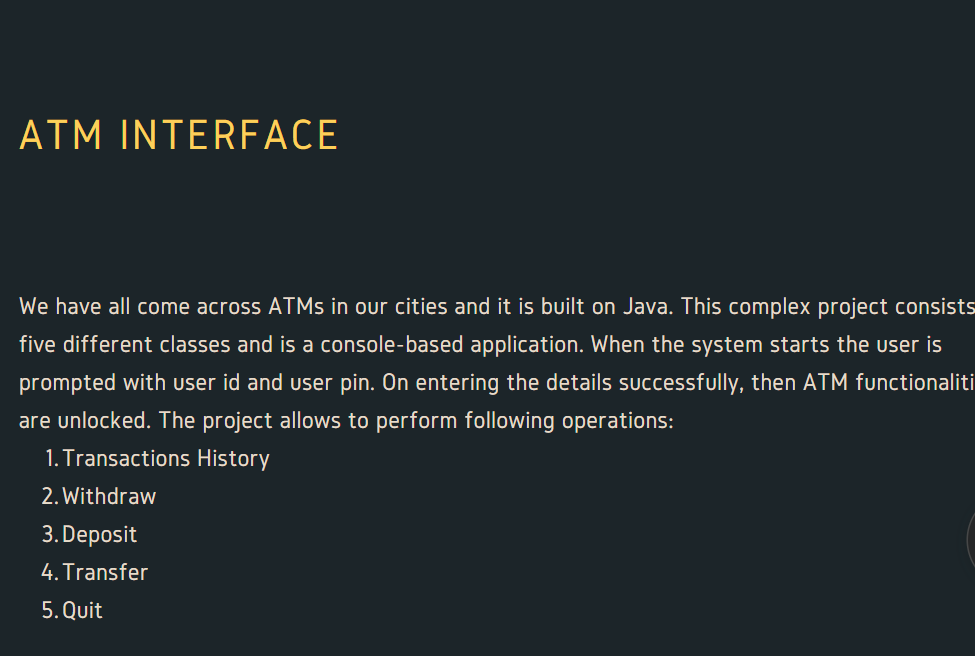 ATM INTERFACE
We have all come across ATMs in our cities and it is built on Java. This complex project consists
five different classes and is a console-based application. When the system starts the user is
prompted with user id and user pin. On entering the details successfully, then ATM functionaliti
are unlocked. The project allows to perform following operations:
1. Transactions History
2. Withdraw
3. Deposit
4. Transfer
5. Quit